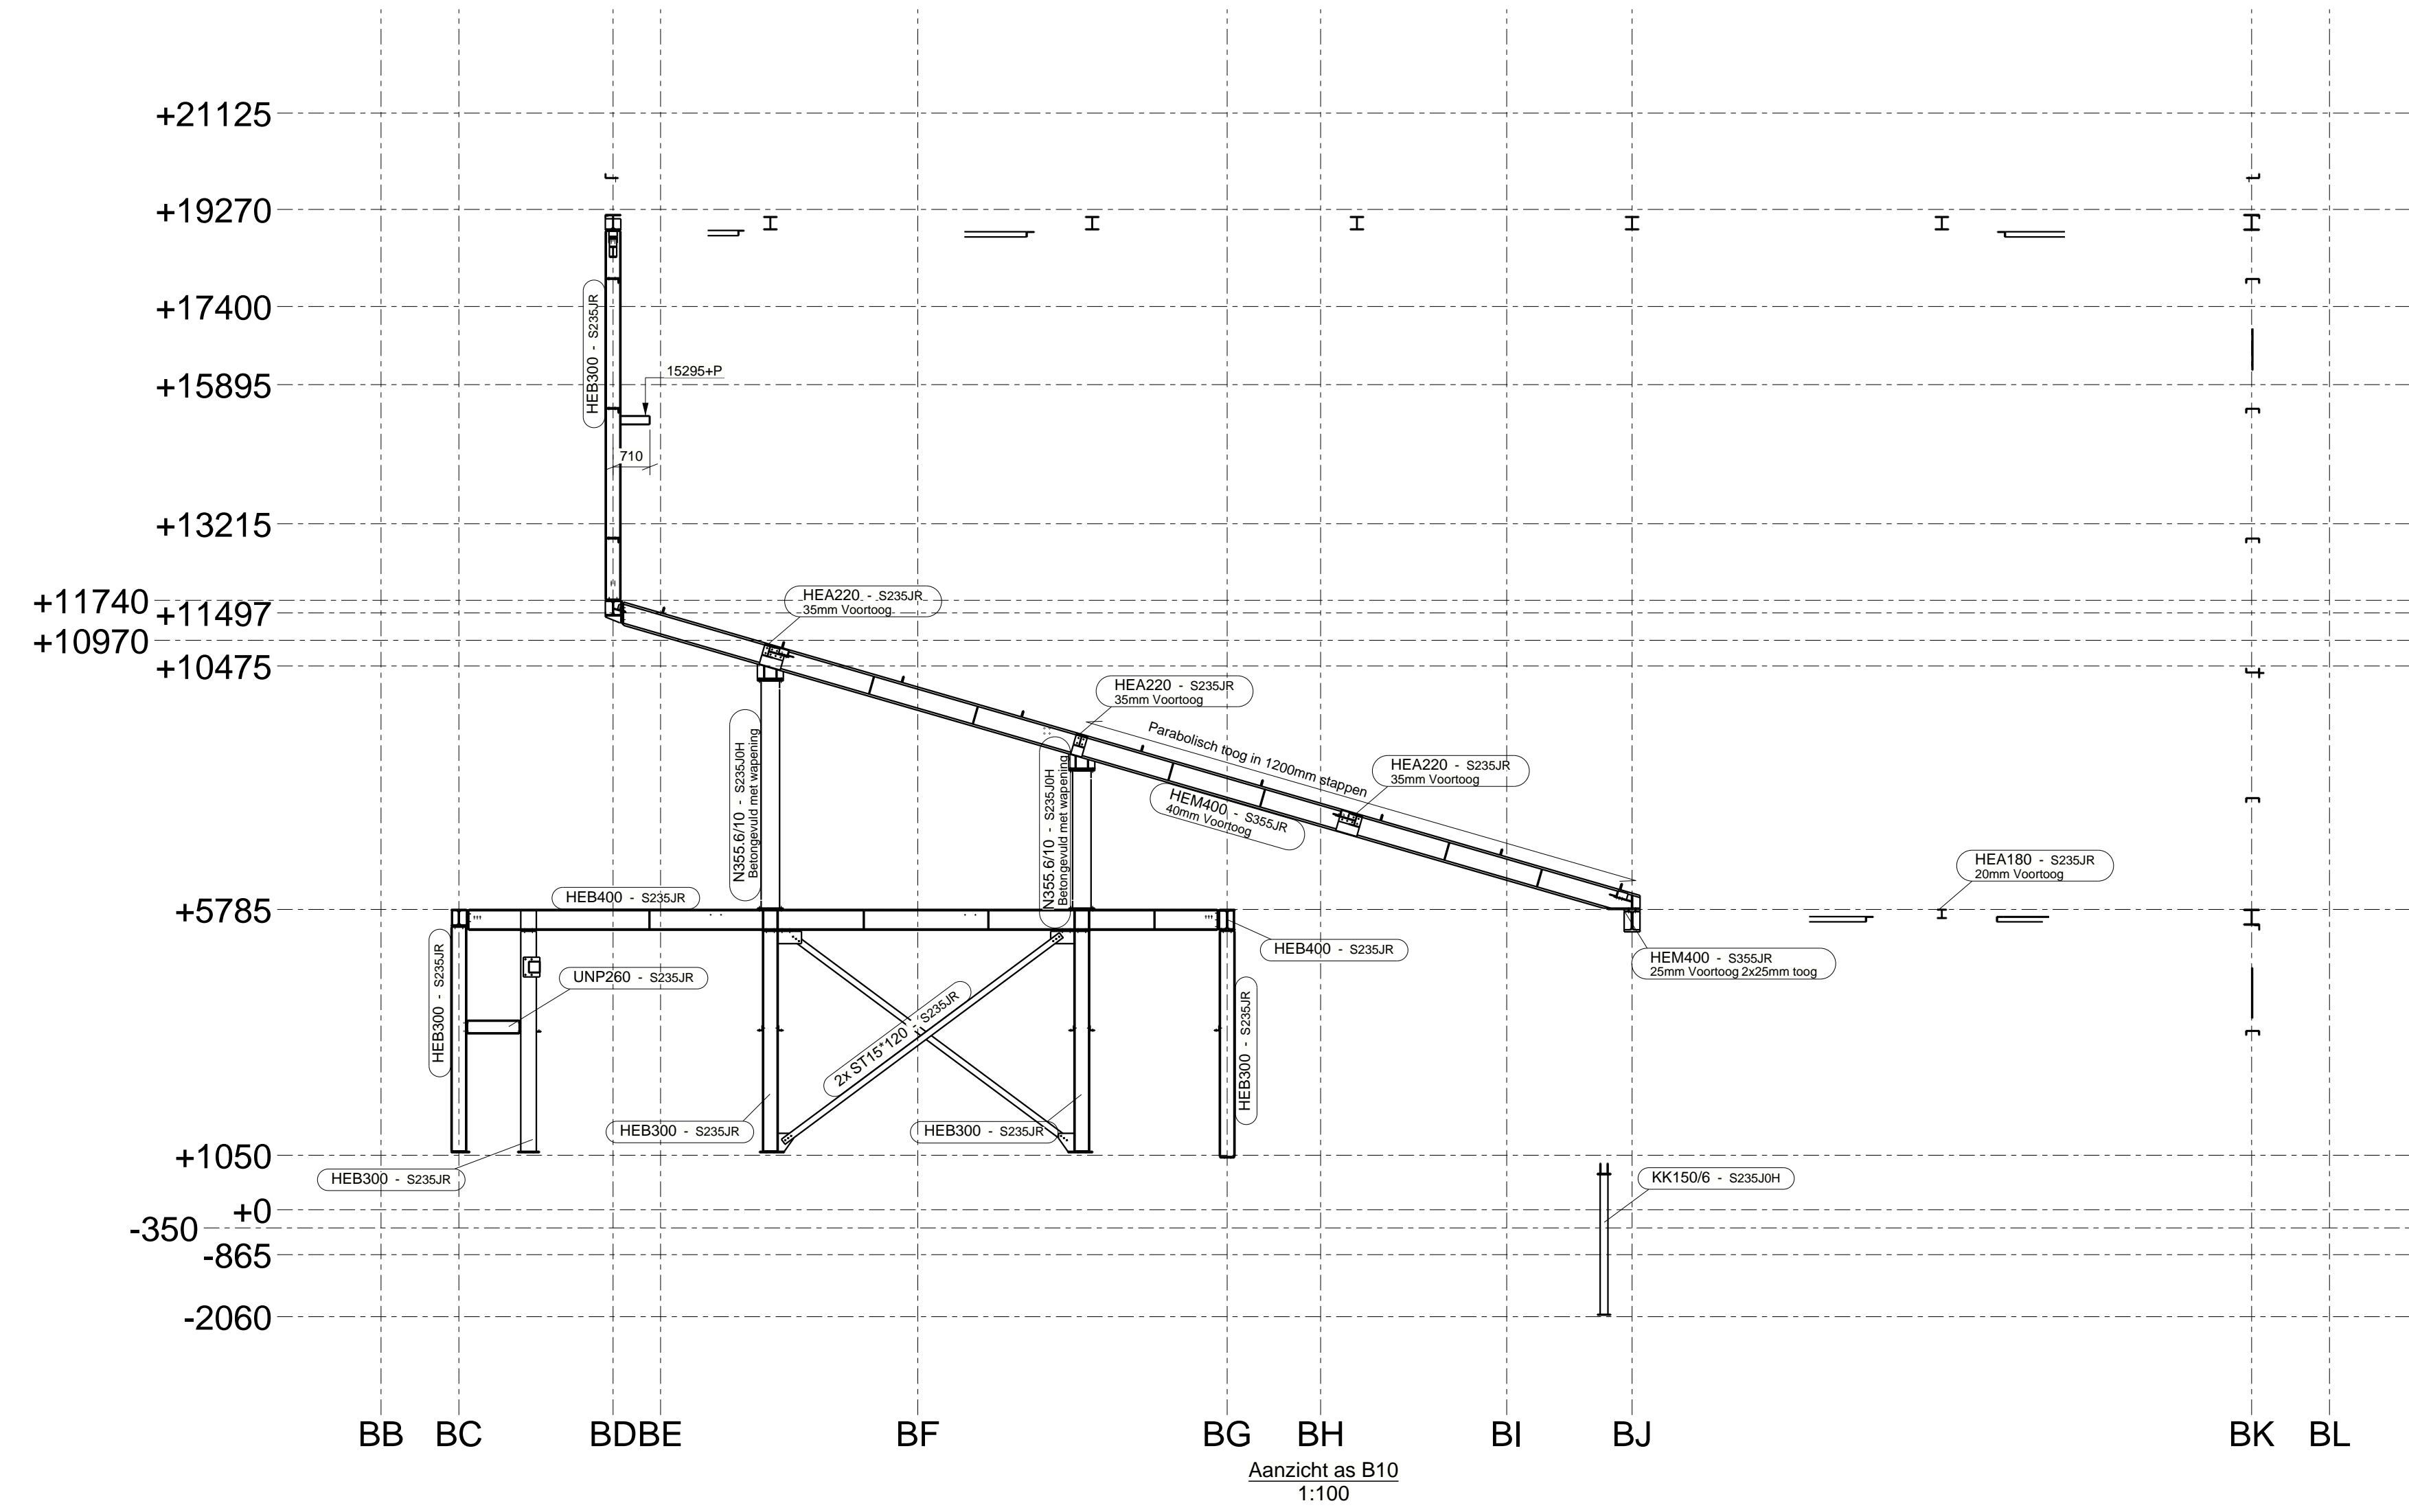 +21125
+19270
+17400
HEB300 - S235JR
15295+P
+15895
710
+13215
+11740
+11497
HEA220 - S235JR
35mm Voortoog
+10970
+10475
HEA220 - S235JR
35mm Voortoog
N355.6/10 - S235J0H
Betongevuld met wapening
N355.6/10 - S235J0H
Betongevuld met wapening
Parabolisch toog in 1200mm stappen
HEA220 - S235JR
35mm Voortoog
HEM400 - S355JR
40mm Voortoog
HEA180 - S235JR
20mm Voortoog
HEB400 - S235JR
+5785
HEB400 - S235JR
HEM400 - S355JR
25mm Voortoog 2x25mm toog
HEB300 - S235JR
UNP260 - S235JR
2x ST15*120 - S235JR
HEB300 - S235JR
HEB300 - S235JR
HEB300 - S235JR
+1050
HEB300 - S235JR
KK150/6 - S235J0H
+0
-350
-865
-2060
BB BC BD BE BF BG BH BI BJ BK BL
Aanzicht as B10
1:100